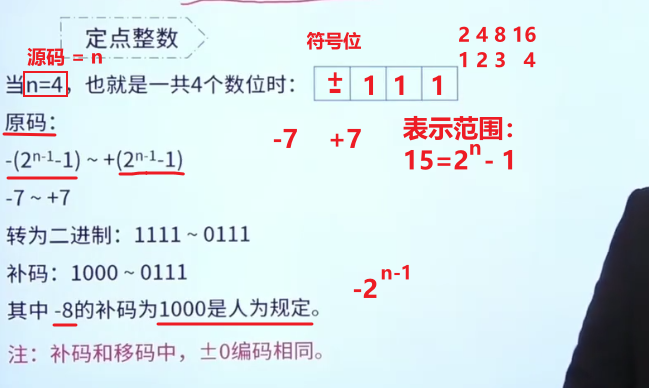 定点整数
源码 = n
符号位
2 4 8 16
1 2 3 4
当n=4，也就是一共4个数位时：
± 1 1 1
原码：
-7 +7
表示范围：
15=2ⁿ- 1
-(2ⁿ⁻¹-1) ~ +(2ⁿ⁻¹-1)
-7 ~ +7
转为二进制：1111 ~ 0111
补码：1000 ~ 0111
-2ⁿ⁻¹
其中 -8的补码为1000是人为规定。
注：补码和移码中，±0编码相同。